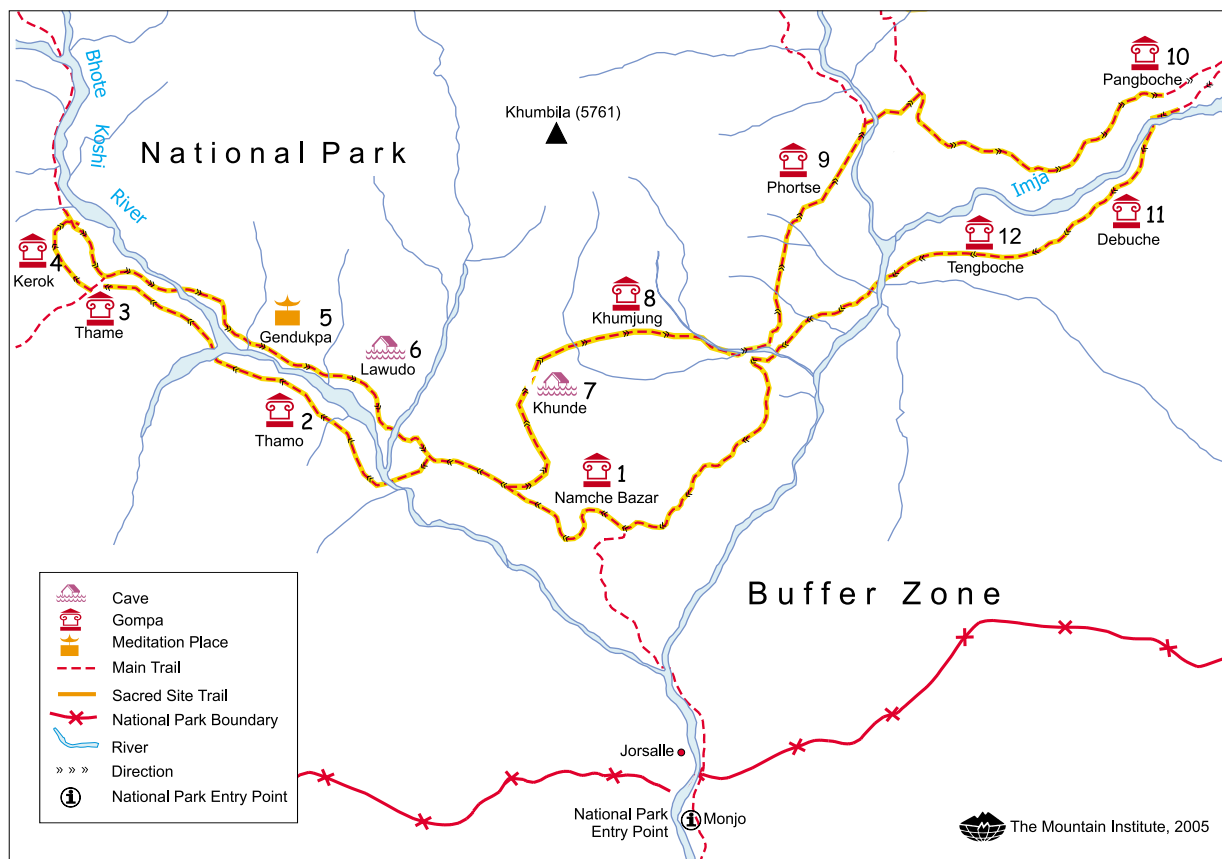 Bhote
Koshi
River
National Park
Khumbila (5761)
10
Pangboche
9
Phortse
Imja
11
Debuche
12
Tengboche
4
Kerok
3
Thame
5
Gendukpa
6
Lawudo
8
Khumjung
7
Khunde
2
Thamo
1
Namche Bazar
Buffer Zone
Cave
Gompa
Meditation Place
Main Trail
Sacred Site Trail
National Park Boundary
River
Direction
National Park Entry Point
Jorsalle
National Park
Entry Point
i
Monjo
The Mountain Institute, 2005